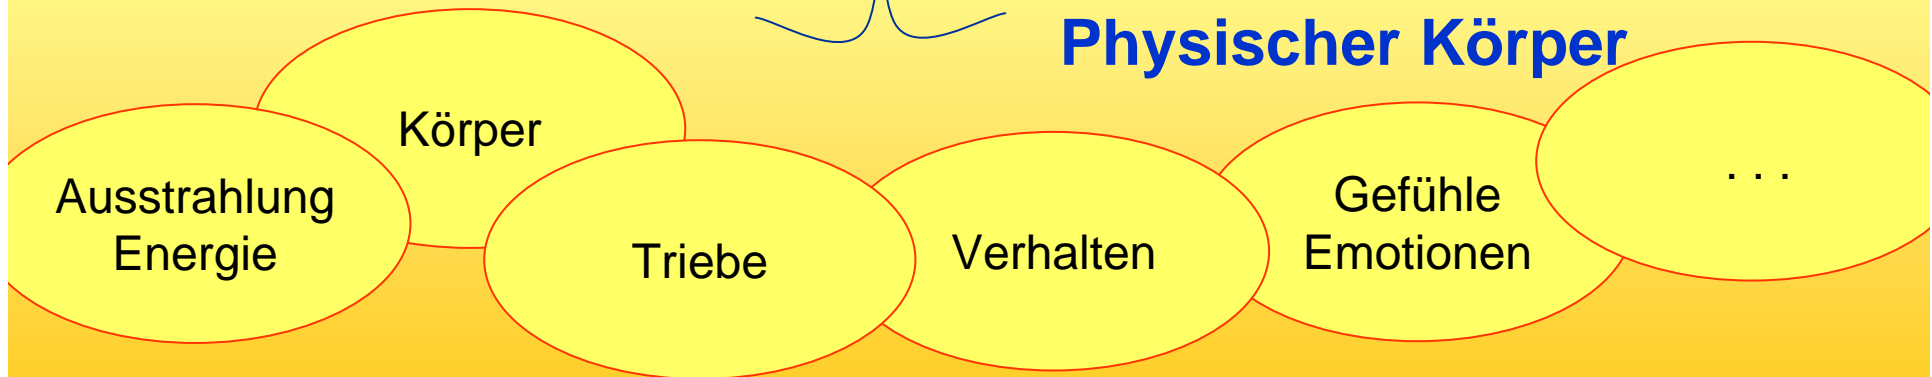 Physischer Körper
Körper
Ausstrahlung
Energie
Triebe
Verhalten
Gefühle
Emotionen
. . .